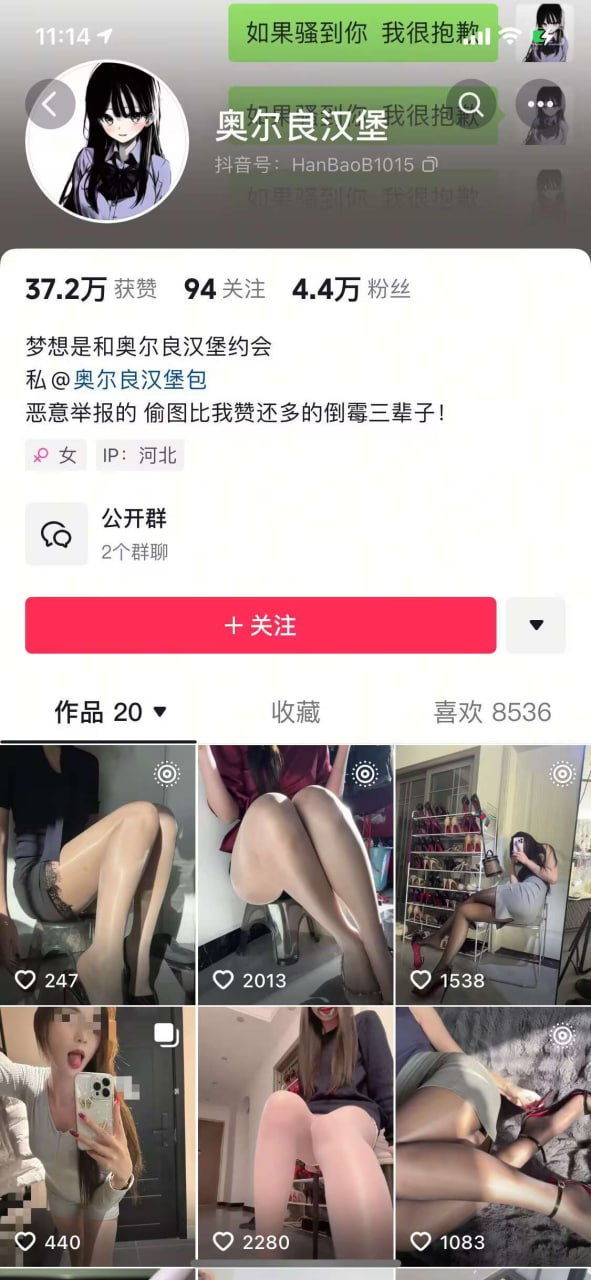 11:14
如果骚到你 我很抱歉
如果骚到你 我很抱歉
如果骚到你 我很抱歉
奥尔良汉堡
抖音号：HanBaoB1015
37.2万 获赞 94 关注 4.4万 粉丝
梦想是和奥尔良汉堡约会
私@奥尔良汉堡包
恶意举报的 偷图比我赞还多的倒霉三辈子！
女 IP：河北
公开群
2个群聊
+ 关注
作品 20 收藏 喜欢 8536
247 2013 1538
440 2280 1083